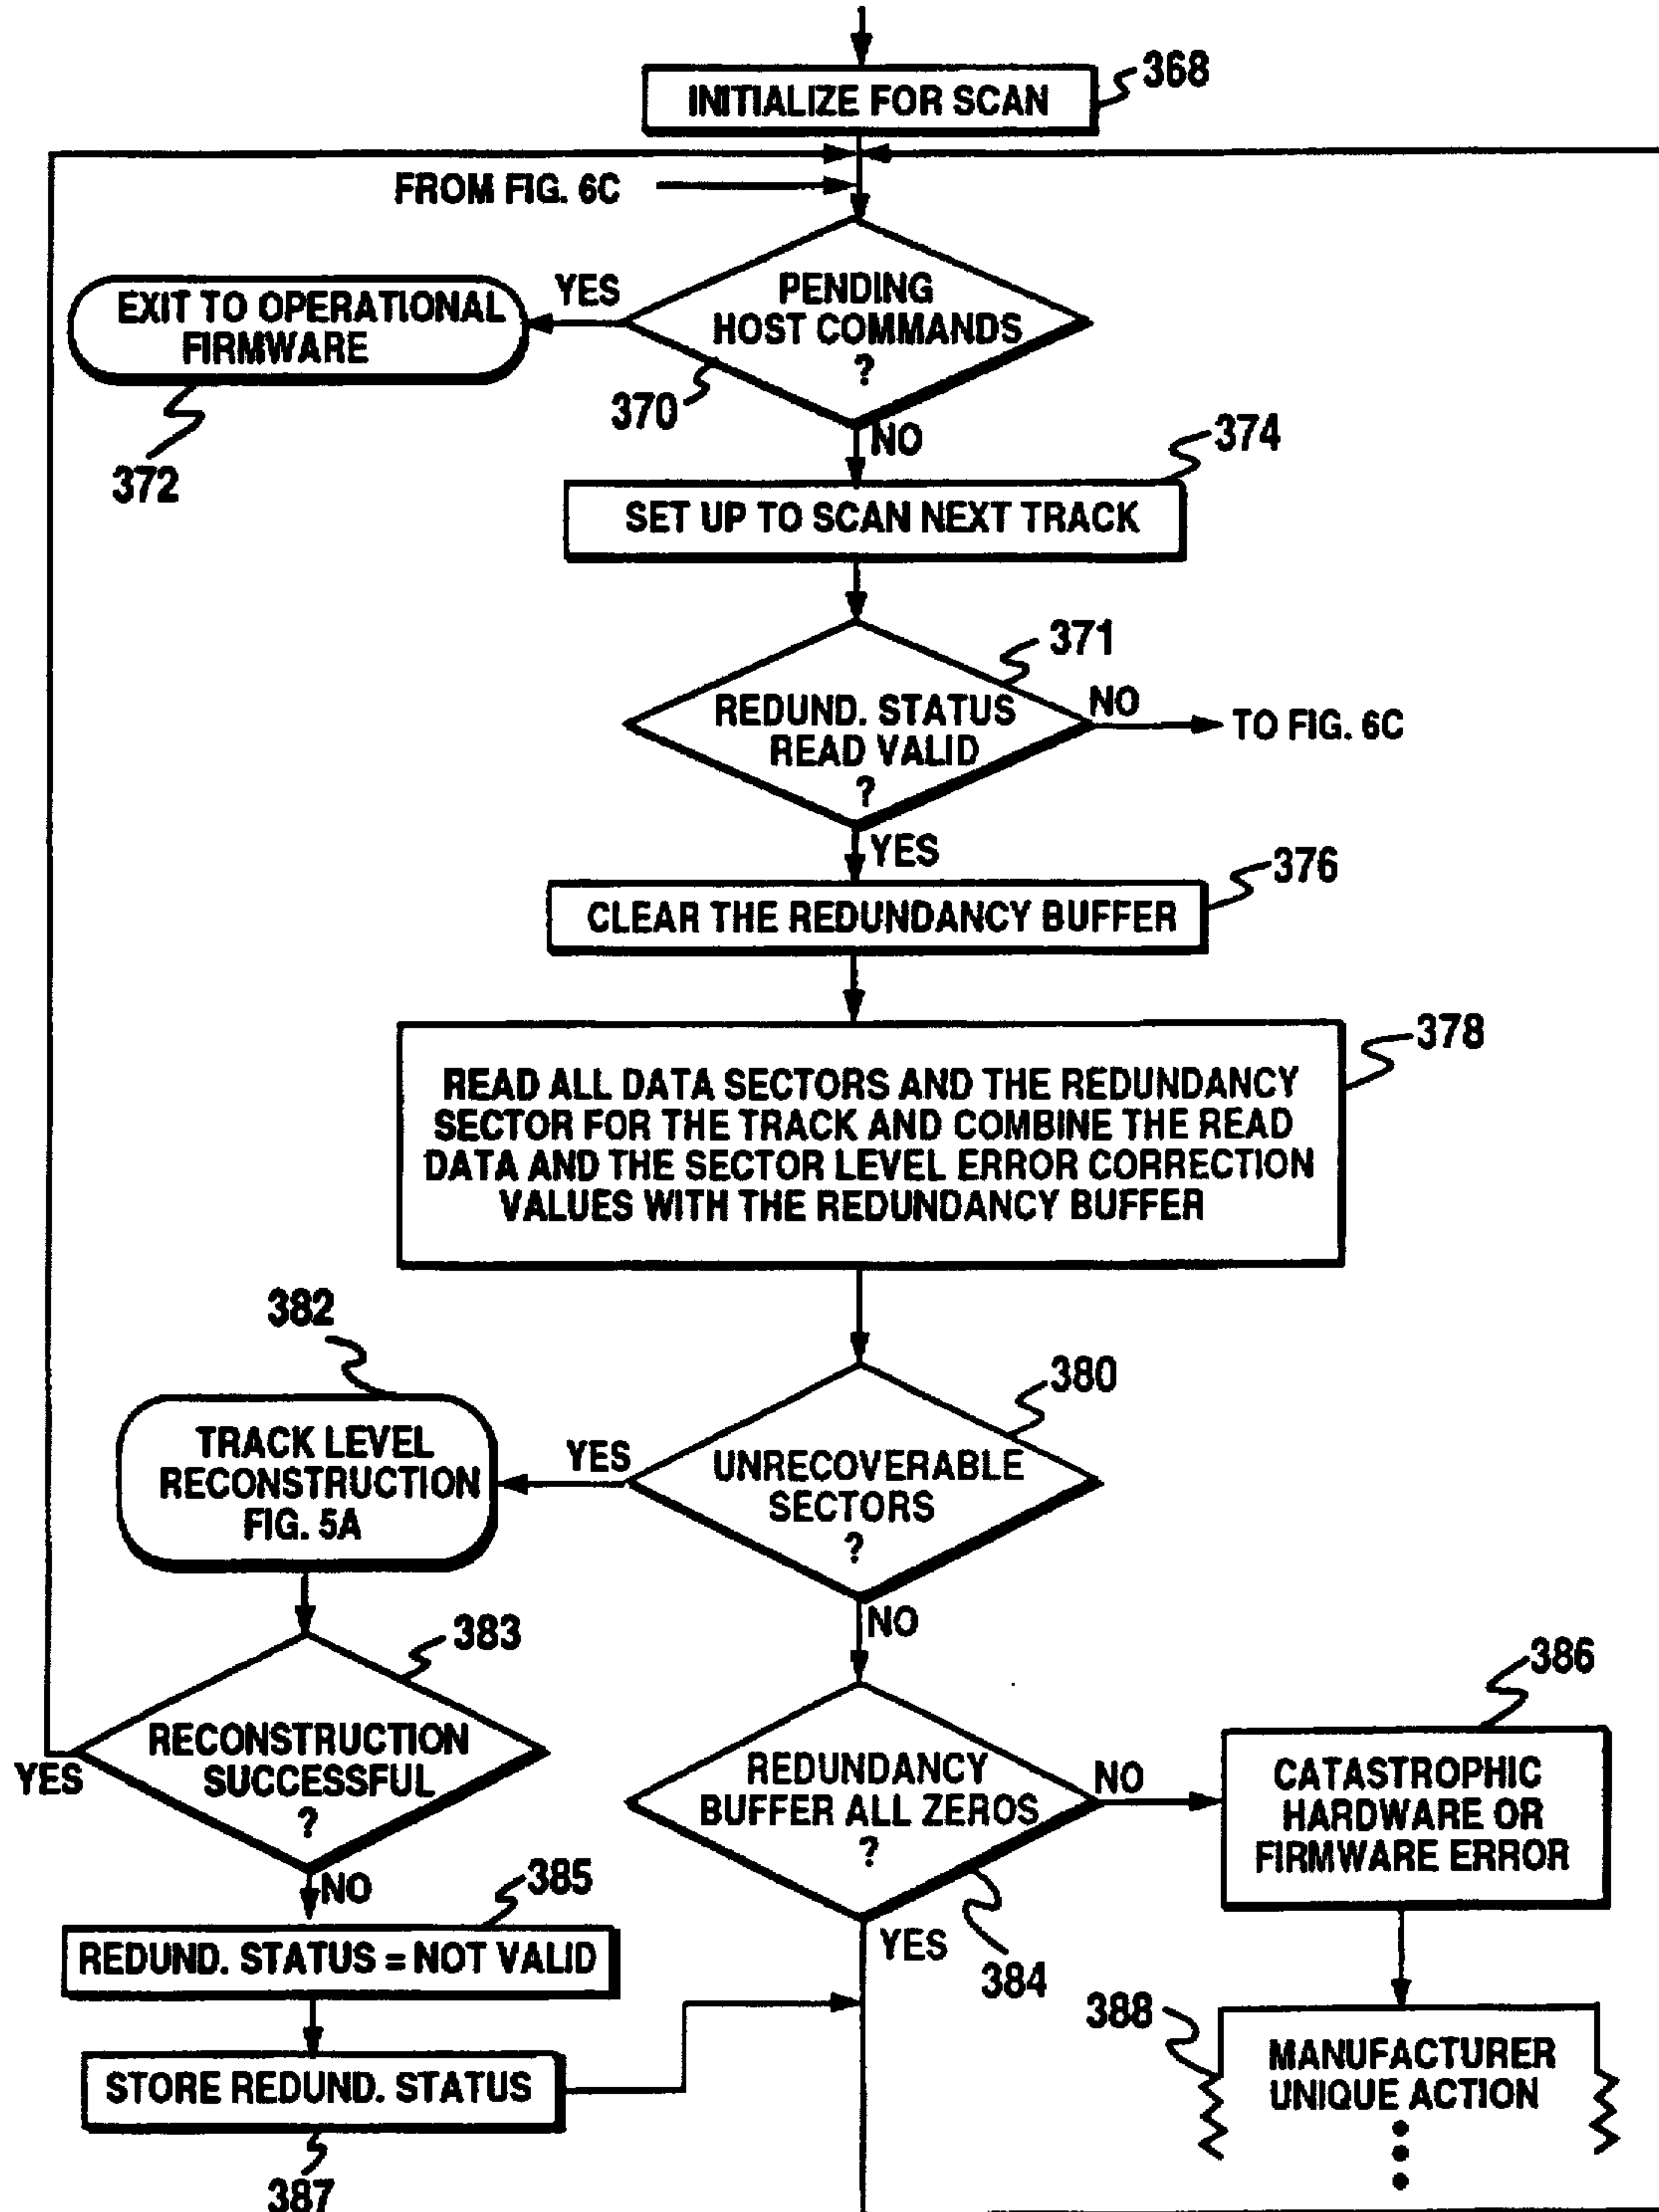 368
INITIALIZE FOR SCAN
FROM FIG. 6C
YES
PENDING
HOST COMMANDS
?
EXIT TO OPERATIONAL
FIRMWARE
370
372
NO
374
SET UP TO SCAN NEXT TRACK
371
REDUND. STATUS
READ VALID
?
NO
TO FIG. 6C
YES
376
CLEAR THE REDUNDANCY BUFFER
378
READ ALL DATA SECTORS AND THE REDUNDANCY
SECTOR FOR THE TRACK AND COMBINE THE READ
DATA AND THE SECTOR LEVEL ERROR CORRECTION
VALUES WITH THE REDUNDANCY BUFFER
382
380
TRACK LEVEL
RECONSTRUCTION
FIG. 5A
YES
UNRECOVERABLE
SECTORS
?
NO
383
386
RECONSTRUCTION
SUCCESSFUL
?
YES
REDUNDANCY
BUFFER ALL ZEROS
?
NO
CATASTROPHIC
HARDWARE OR
FIRMWARE ERROR
NO
385
YES
384
REDUND. STATUS = NOT VALID
388
MANUFACTURER
UNIQUE ACTION
STORE REDUND. STATUS
387